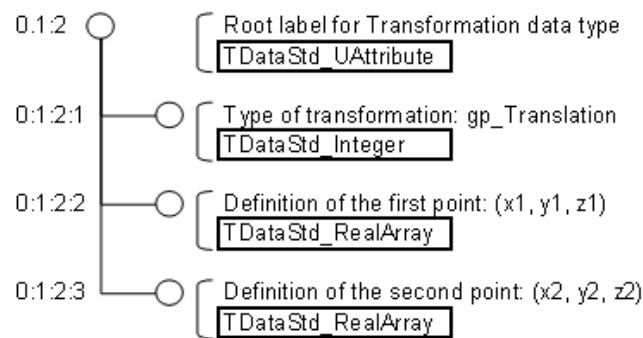 0.1:2 Root label for Transformation data type
TDataStd_UAttribute
0:1:2:1 Type of transformation: gp_Translation
TDataStd_Integer
0:1:2:2 Definition of the first point: (x1, y1, z1)
TDataStd_RealArray
0:1:2:3 Definition of the second point: (x2, y2, z2)
TDataStd_RealArray